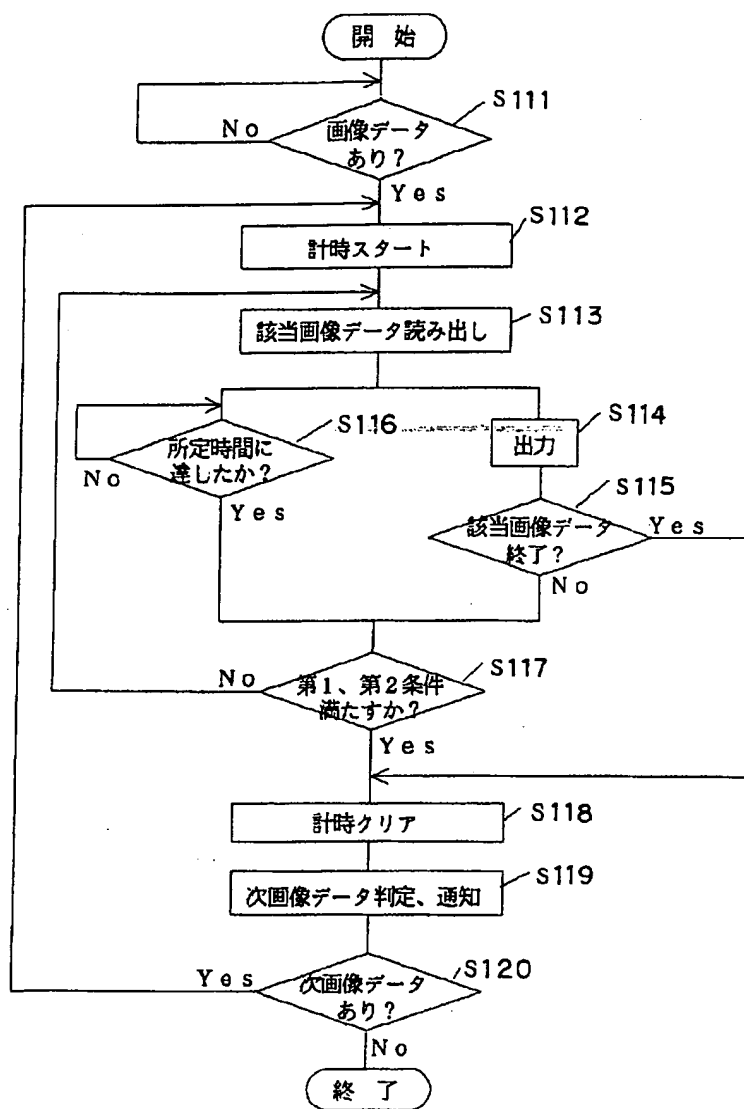 開 始
S111
画像データ
あり？
No
Yes
S112
計時スタート
S113
該当画像データ読み出し
S116
所定時間に
達したか？
No
Yes
S114
出力
S115
該当画像データ
終了？
Yes
No
S117
第1、第2条件
満たすか？
No
Yes
S118
計時クリア
S119
次画像データ判定、通知
S120
次画像データ
あり？
Yes
No
終 了